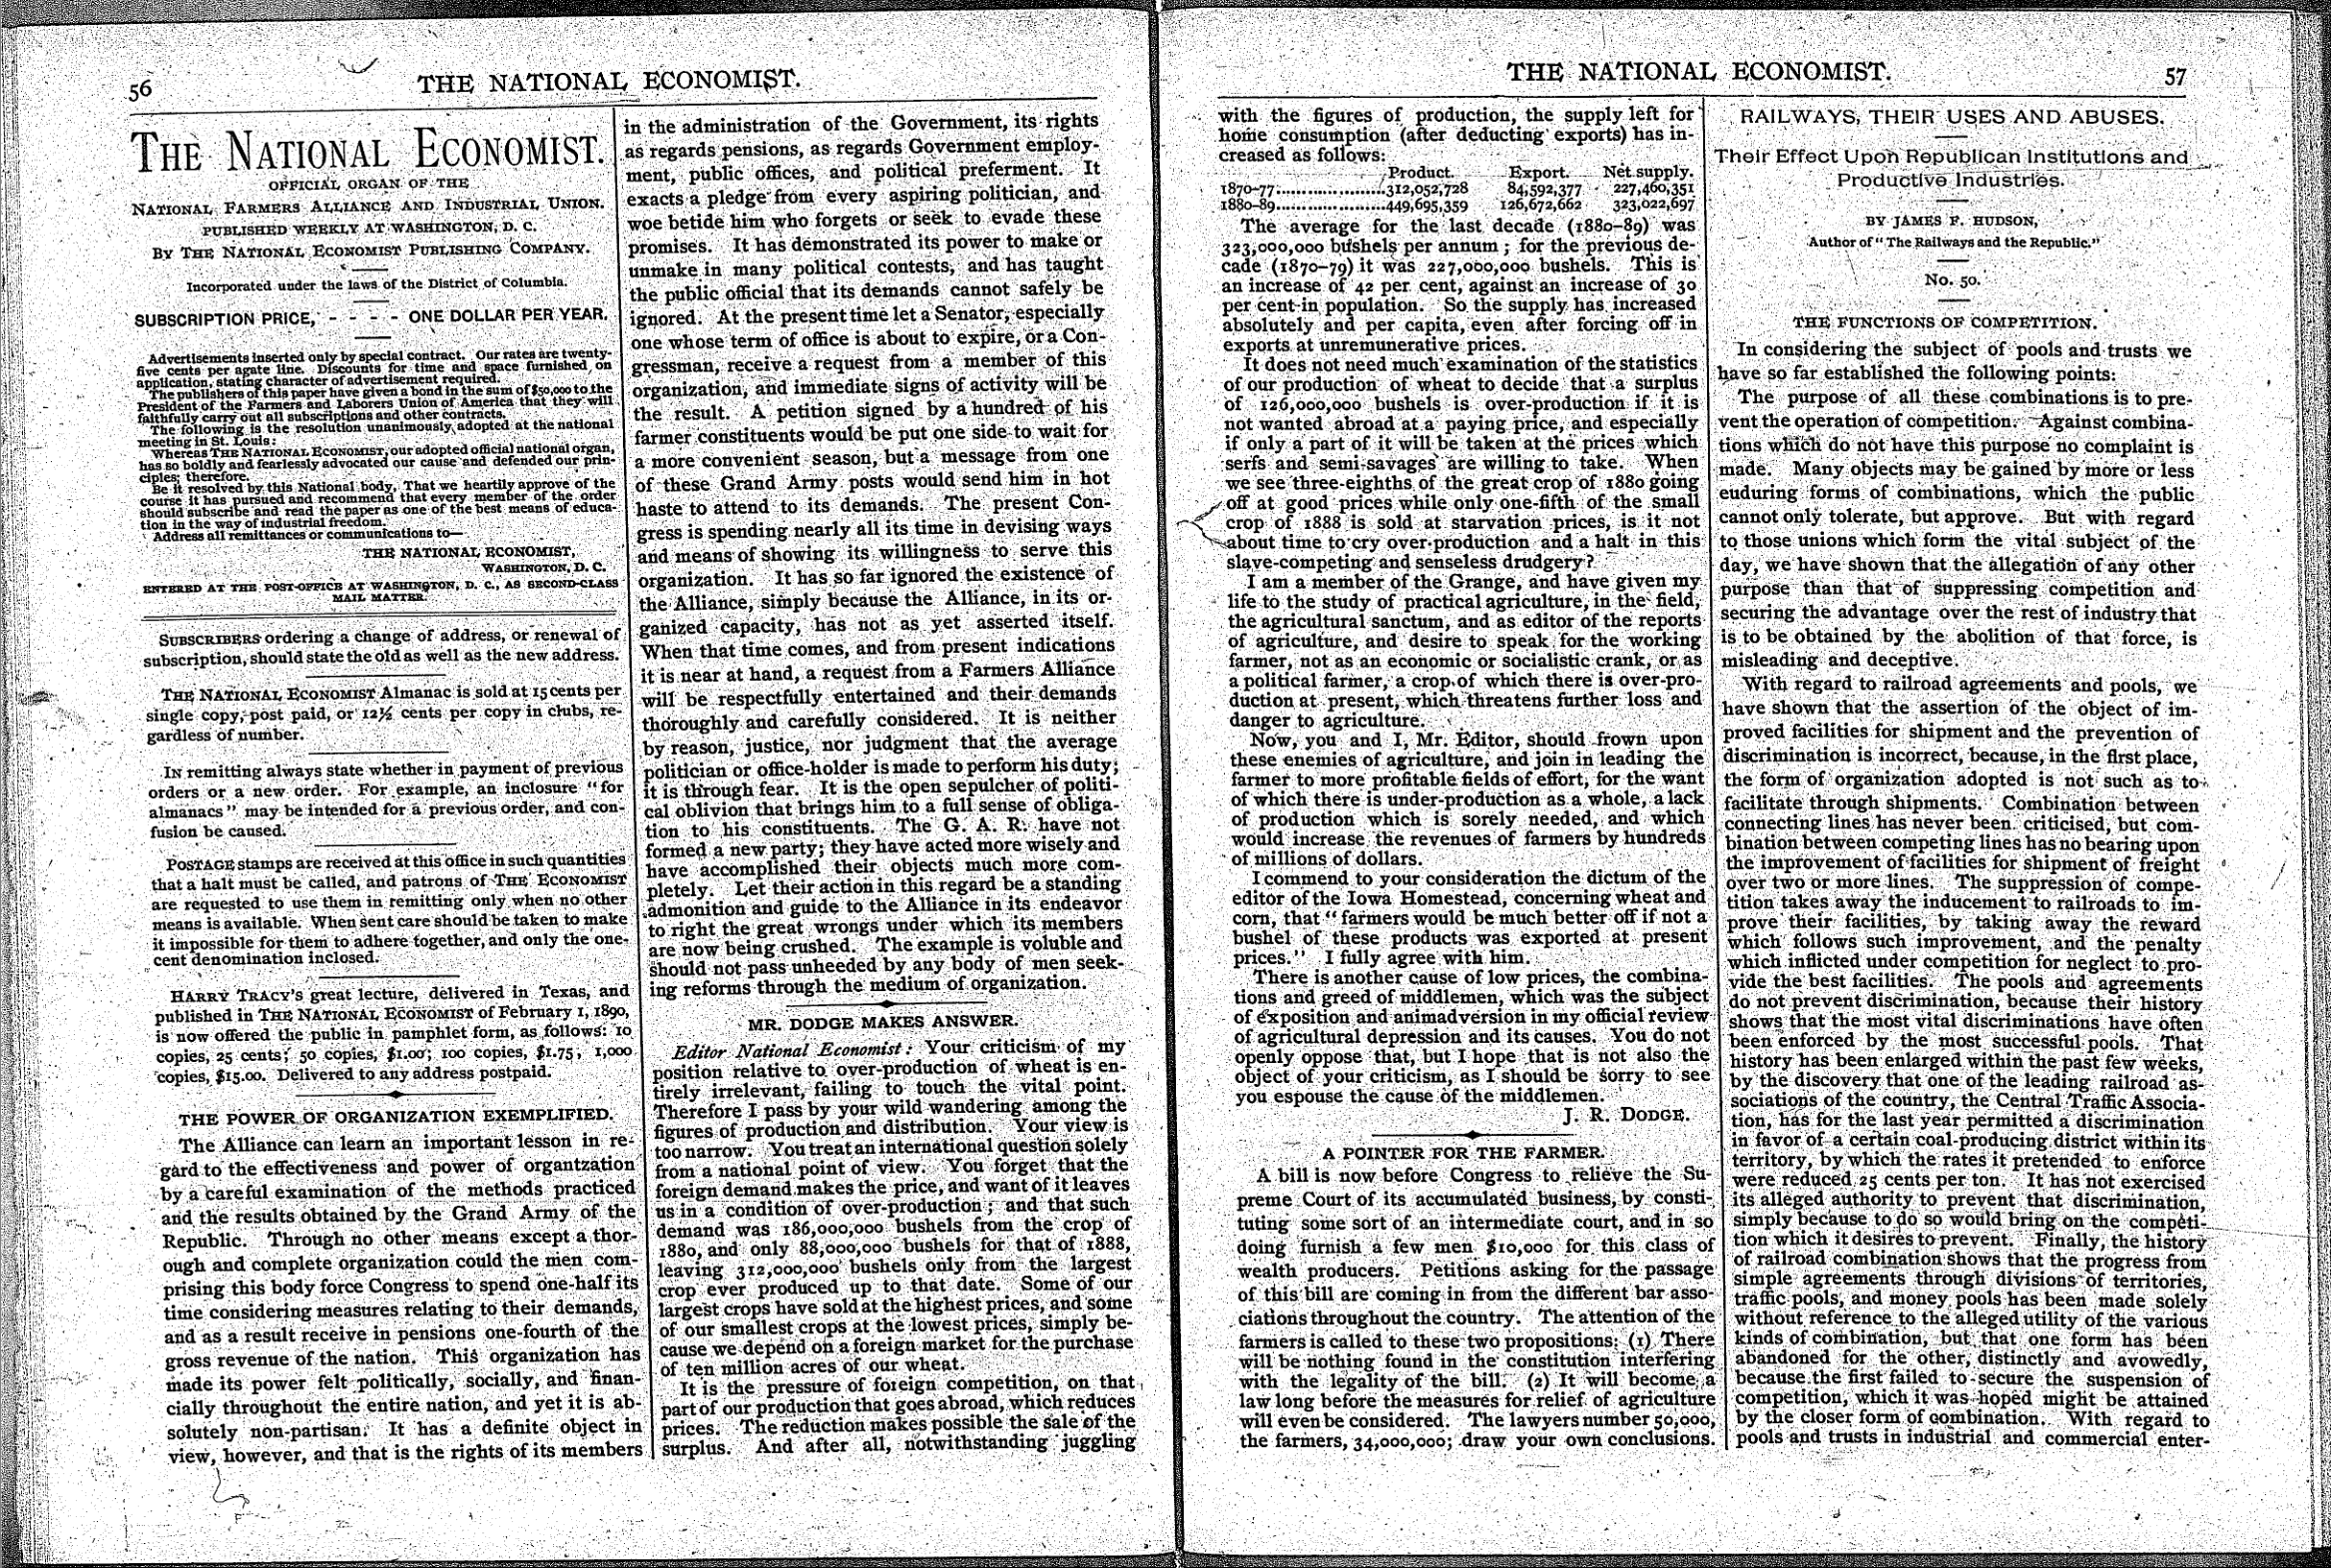 56
THE NATIONAL ECONOMIST.
THE NATIONAL ECONOMIST.
OFFICIAL ORGAN OF THE
NATIONAL FARMERS ALLIANCE AND INDUSTRIAL UNION.
PUBLISHED WEEKLY AT WASHINGTON, D. C.
BY THE NATIONAL ECONOMIST PUBLISHING COMPANY.
Incorporated under the laws of the District of Columbia.
SUBSCRIPTION PRICE, - - - - ONE DOLLAR PER YEAR.
Advertisements inserted only by special contract. Our rates are twenty-
five cents per agate line. Discounts for time and space furnished on
application, stating character of advertisement required.
The publishers of this paper have given a bond in the sum of $50,000 to the
President of the Farmers and Laborers Union of America that they will
faithfully carry out all subscriptions and other contracts.
The following is the resolution unanimously adopted at the national
meeting in St. Louis:
Whereas THE NATIONAL ECONOMIST, our adopted official national organ,
has so boldly and fearlessly advocated our cause and defended our prin-
ciples; therefore,
Be it resolved by this National body, That we heartily approve of the
course it has pursued and recommend that every member of the order
should subscribe and read the paper as one of the best means of educa-
tion in the way of industrial freedom.
Address all remittances or communications to—
THE NATIONAL ECONOMIST,
WASHINGTON, D. C.
ENTERED AT THE POST-OFFICE AT WASHINGTON, D. C., AS SECOND-CLASS
MAIL MATTER.
SUBSCRIBERS ordering a change of address, or renewal of
subscription, should state the old as well as the new address.
THE NATIONAL ECONOMIST Almanac is sold at 15 cents per
single copy, post paid, or 12½ cents per copy in clubs, re-
gardless of number.
IN remitting always state whether in payment of previous
orders or a new order. For example, an inclosure "for
almanacs" may be intended for a previous order, and con-
fusion be caused.
POSTAGE stamps are received at this office in such quantities
that a halt must be called, and patrons of THE ECONOMIST
are requested to use them in remitting only when no other
means is available. When sent care should be taken to make
it impossible for them to adhere together, and only the one-
cent denomination inclosed.
HARRY TRACY'S great lecture, delivered in Texas, and
published in THE NATIONAL ECONOMIST of February 1, 1890,
is now offered the public in pamphlet form, as follows: 10
copies, 25 cents; 50 copies, $1.00; 100 copies, $1.75; 1,000
copies, $15.00. Delivered to any address postpaid.
THE POWER OF ORGANIZATION EXEMPLIFIED.
The Alliance can learn an important lesson in re-
gard to the effectiveness and power of organtzation
by a careful examination of the methods practiced
and the results obtained by the Grand Army of the
Republic. Through no other means except a thor-
ough and complete organization could the men com-
prising this body force Congress to spend one-half its
time considering measures relating to their demands,
and as a result receive in pensions one-fourth of the
gross revenue of the nation. This organization has
made its power felt politically, socially, and finan-
cially throughout the entire nation, and yet it is ab-
solutely non-partisan. It has a definite object in
view, however, and that is the rights of its members
in the administration of the Government, its rights
as regards pensions, as regards Government employ-
ment, public offices, and political preferment. It
exacts a pledge from every aspiring politician, and
woe betide him who forgets or seek to evade these
promises. It has demonstrated its power to make or
unmake in many political contests, and has taught
the public official that its demands cannot safely be
ignored. At the present time let a Senator, especially
one whose term of office is about to expire, or a Con-
gressman, receive a request from a member of this
organization, and immediate signs of activity will be
the result. A petition signed by a hundred of his
farmer constituents would be put one side to wait for
a more convenient season, but a message from one
of these Grand Army posts would send him in hot
haste to attend to its demands. The present Con-
gress is spending nearly all its time in devising ways
and means of showing its willingness to serve this
organization. It has so far ignored the existence of
the Alliance, simply because the Alliance, in its or-
ganized capacity, has not as yet asserted itself.
When that time comes, and from present indications
it is near at hand, a request from a Farmers Alliance
will be respectfully entertained and their demands
thoroughly and carefully considered. It is neither
by reason, justice, nor judgment that the average
politician or office-holder is made to perform his duty;
it is through fear. It is the open sepulcher of politi-
cal oblivion that brings him to a full sense of obliga-
tion to his constituents. The G. A. R. have not
formed a new party; they have acted more wisely and
have accomplished their objects much more com-
pletely. Let their action in this regard be a standing
admonition and guide to the Alliance in its endeavor
to right the great wrongs under which its members
are now being crushed. The example is voluble and
should not pass unheeded by any body of men seek-
ing reforms through the medium of organization.
MR. DODGE MAKES ANSWER.
Editor National Economist: Your criticism of my
position relative to over-production of wheat is en-
tirely irrelevant, failing to touch the vital point.
Therefore I pass by your wild wandering among the
figures of production and distribution. Your view is
too narrow. You treat an international question solely
from a national point of view. You forget that the
foreign demand makes the price, and want of it leaves
us in a condition of over-production; and that such
demand was 186,000,000 bushels from the crop of
1880, and only 88,000,000 bushels for that of 1888,
leaving 312,000,000 bushels only from the largest
crop ever produced up to that date. Some of our
largest crops have sold at the highest prices, and some
of our smallest crops at the lowest prices, simply be-
cause we depend on a foreign market for the purchase
of ten million acres of our wheat.
It is the pressure of foreign competition, on that
part of our production that goes abroad, which reduces
prices. The reduction makes possible the sale of the
surplus. And after all, notwithstanding juggling
THE NATIONAL ECONOMIST.
57
with the figures of production, the supply left for
home consumption (after deducting exports) has in-
creased as follows:
Product. Export. Net supply.
1870-77......................312,052,728 84,592,377 227,460,351
1880-89......................449,695,359 126,672,662 323,022,697
The average for the last decade (1880-89) was
323,000,000 bushels per annum; for the previous de-
cade (1870-79) it was 227,000,000 bushels. This is
an increase of 42 per cent, against an increase of 30
per cent in population. So the supply has increased
absolutely and per capita, even after forcing off in
exports at unremunerative prices.
It does not need much examination of the statistics
of our production of wheat to decide that a surplus
of 126,000,000 bushels is over-production if it is
not wanted abroad at a paying price, and especially
if only a part of it will be taken at the prices which
serfs and semi-savages are willing to take. When
we see three-eighths of the great crop of 1880 going
off at good prices while only one-fifth of the small
crop of 1888 is sold at starvation prices, is it not
about time to cry over-production and a halt in this
slave-competing and senseless drudgery?
I am a member of the Grange, and have given my
life to the study of practical agriculture, in the field,
the agricultural sanctum, and as editor of the reports
of agriculture, and desire to speak for the working
farmer, not as an economic or socialistic crank, or as
a political farmer, a crop of which there is over-pro-
duction at present, which threatens further loss and
danger to agriculture.
Now, you and I, Mr. Editor, should frown upon
these enemies of agriculture, and join in leading the
farmer to more profitable fields of effort, for the want
of which there is under-production as a whole, a lack
of production which is sorely needed, and which
would increase the revenues of farmers by hundreds
of millions of dollars.
I commend to your consideration the dictum of the
editor of the Iowa Homestead, concerning wheat and
corn, that "farmers would be much better off if not a
bushel of these products was exported at present
prices." I fully agree with him.
There is another cause of low prices, the combina-
tions and greed of middlemen, which was the subject
of exposition and animadversion in my official review
of agricultural depression and its causes. You do not
openly oppose that, but I hope that is not also the
object of your criticism, as I should be sorry to see
you espouse the cause of the middlemen.
J. R. DODGE.
A POINTER FOR THE FARMER.
A bill is now before Congress to relieve the Su-
preme Court of its accumulated business, by consti-
tuting some sort of an intermediate court, and in so
doing furnish a few men $10,000 for this class of
wealth producers. Petitions asking for the passage
of this bill are coming in from the different bar asso-
ciations throughout the country. The attention of the
farmers is called to these two propositions: (1) There
will be nothing found in the constitution interfering
with the legality of the bill. (2) It will become a
law long before the measures for relief of agriculture
will even be considered. The lawyers number 50,000,
the farmers, 34,000,000; draw your own conclusions.
RAILWAYS, THEIR USES AND ABUSES.
Their Effect Upon Republican Institutions and
Productive Industries.
BY JAMES F. HUDSON,
Author of "The Railways and the Republic."
No. 50.
THE FUNCTIONS OF COMPETITION.
In considering the subject of pools and trusts we
have so far established the following points:
The purpose of all these combinations is to pre-
vent the operation of competition. Against combina-
tions which do not have this purpose no complaint is
made. Many objects may be gained by more or less
euduring forms of combinations, which the public
cannot only tolerate, but approve. But with regard
to those unions which form the vital subject of the
day, we have shown that the allegation of any other
purpose than that of suppressing competition and
securing the advantage over the rest of industry that
is to be obtained by the abolition of that force, is
misleading and deceptive.
With regard to railroad agreements and pools, we
have shown that the assertion of the object of im-
proved facilities for shipment and the prevention of
discrimination is incorrect, because, in the first place,
the form of organization adopted is not such as to
facilitate through shipments. Combination between
connecting lines has never been criticised, but com-
bination between competing lines has no bearing upon
the improvement of facilities for shipment of freight
over two or more lines. The suppression of compe-
tition takes away the inducement to railroads to im-
prove their facilities, by taking away the reward
which follows such improvement, and the penalty
which inflicted under competition for neglect to pro-
vide the best facilities. The pools and agreements
do not prevent discrimination, because their history
shows that the most vital discriminations have often
been enforced by the most successful pools. That
history has been enlarged within the past few weeks,
by the discovery that one of the leading railroad as-
sociations of the country, the Central Traffic Associa-
tion, has for the last year permitted a discrimination
in favor of a certain coal-producing district within its
territory, by which the rates it pretended to enforce
were reduced 25 cents per ton. It has not exercised
its alleged authority to prevent that discrimination,
simply because to do so would bring on the competi-
tion which it desires to prevent. Finally, the history
of railroad combination shows that the progress from
simple agreements through divisions of territories,
traffic pools, and money pools has been made solely
without reference to the alleged utility of the various
kinds of combination, but that one form has been
abandoned for the other, distinctly and avowedly,
because the first failed to secure the suspension of
competition, which it was hoped might be attained
by the closer form of combination. With regard to
pools and trusts in industrial and commercial enter-